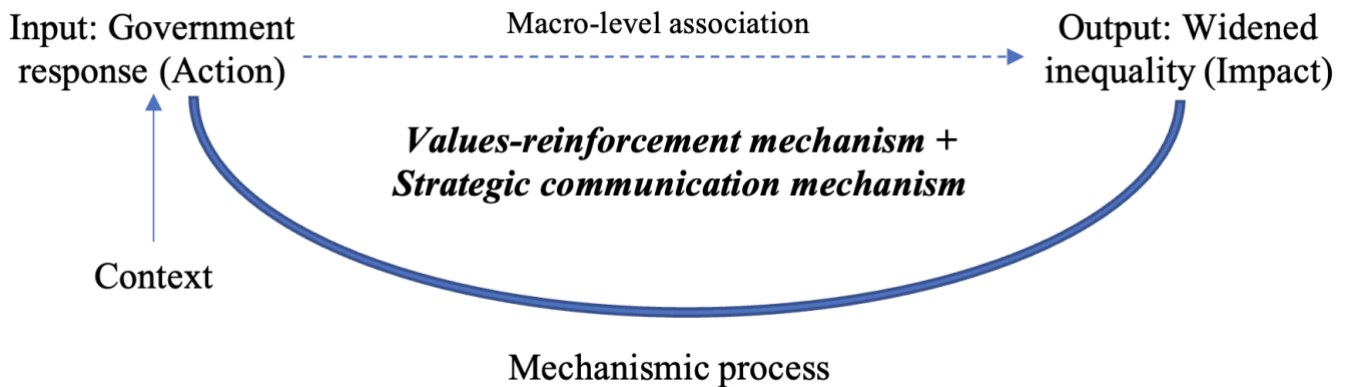 Input: Government
response (Action)
Macro-level association
Output: Widened
inequality (Impact)
Values-reinforcement mechanism +
Strategic communication mechanism
Context
Mechanismic process